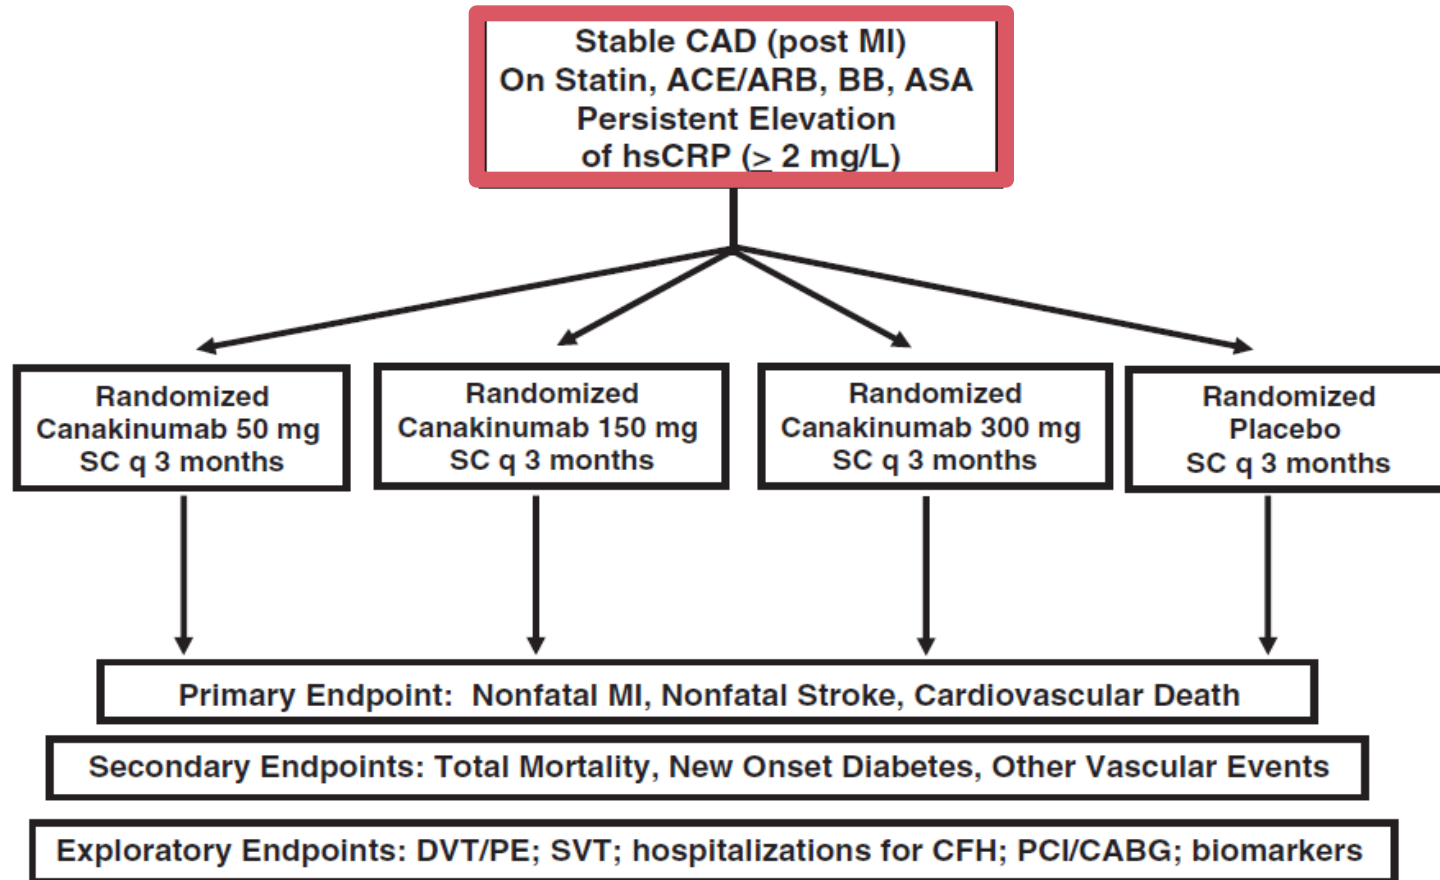 Stable CAD (post MI)
On Statin, ACE/ARB, BB, ASA
Persistent Elevation
of hsCRP (≥ 2 mg/L)
Randomized
Canakinumab 50 mg
SC q 3 months
Randomized
Canakinumab 150 mg
SC q 3 months
Randomized
Canakinumab 300 mg
SC q 3 months
Randomized
Placebo
SC q 3 months
Primary Endpoint: Nonfatal MI, Nonfatal Stroke, Cardiovascular Death
Secondary Endpoints: Total Mortality, New Onset Diabetes, Other Vascular Events
Exploratory Endpoints: DVT/PE; SVT; hospitalizations for CFH; PCI/CABG; biomarkers